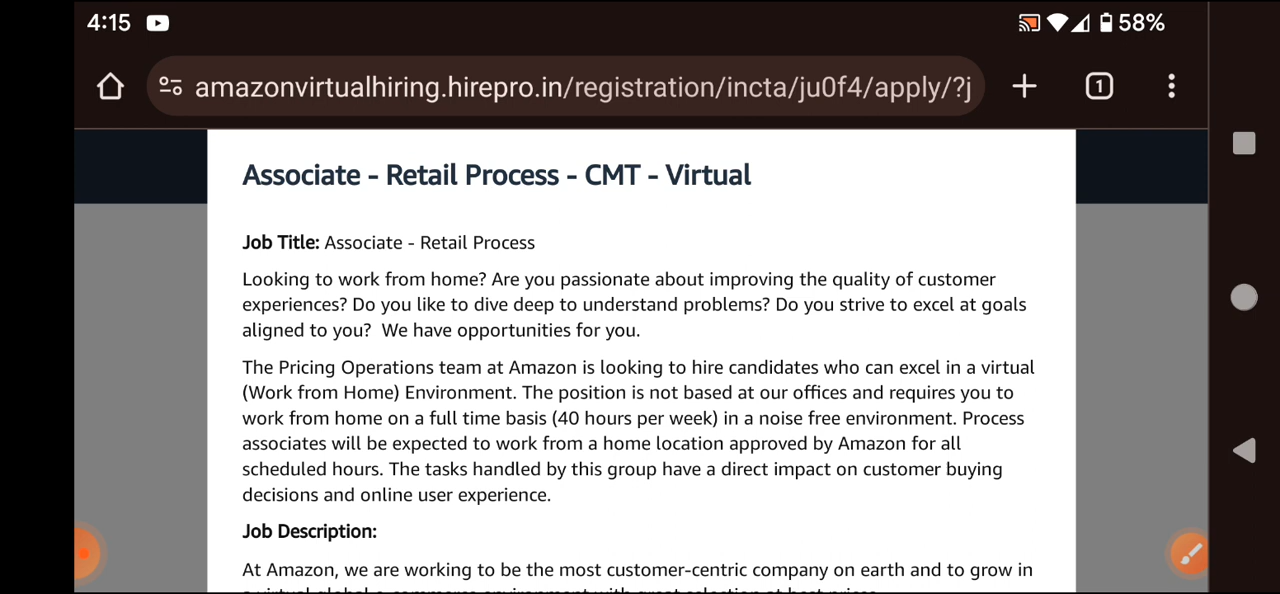 4:15
58%
amazonvirtualhiring.hirepro.in/registration/incta/ju0f4/apply/?j
1
Associate - Retail Process - CMT - Virtual
Job Title: Associate - Retail Process
Looking to work from home? Are you passionate about improving the quality of customer
experiences? Do you like to dive deep to understand problems? Do you strive to excel at goals
aligned to you?  We have opportunities for you.
The Pricing Operations team at Amazon is looking to hire candidates who can excel in a virtual
(Work from Home) Environment. The position is not based at our offices and requires you to
work from home on a full time basis (40 hours per week) in a noise free environment. Process
associates will be expected to work from a home location approved by Amazon for all
scheduled hours. The tasks handled by this group have a direct impact on customer buying
decisions and online user experience.
Job Description:
At Amazon, we are working to be the most customer-centric company on earth and to grow in